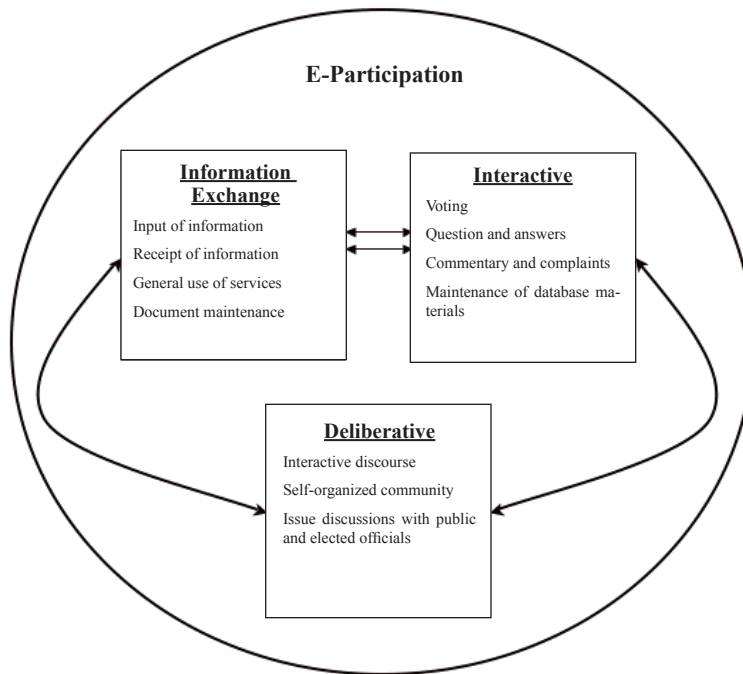 E-Participation
Information
Exchange
Input of information
Receipt of information
General use of services
Document maintenance
Interactive
Voting
Question and answers
Commentary and complaints
Maintenance of database ma-
terials
Deliberative
Interactive discourse
Self-organized community
Issue discussions with public
and elected officials